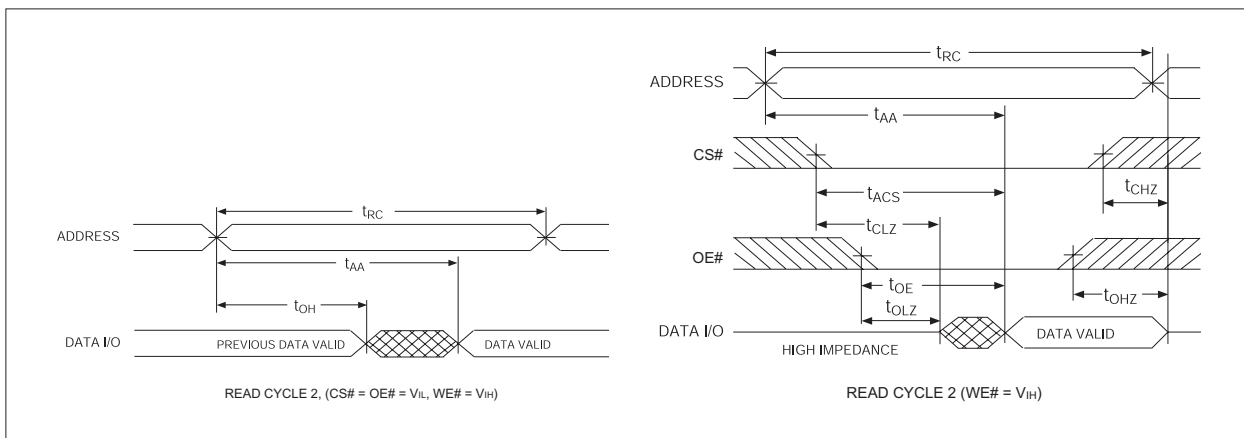 tRC
ADDRESS
tAA
tOH
DATA I/O
PREVIOUS DATA VALID
DATA VALID
READ CYCLE 2, (CS# = OE# = VIL, WE# = VIH)
tRC
ADDRESS
tAA
CS#
tACS
tCHZ
tCLZ
OE#
tOE
tOHZ
tOLZ
DATA I/O
HIGH IMPEDANCE
DATA VALID
READ CYCLE 2 (WE# = VIH)